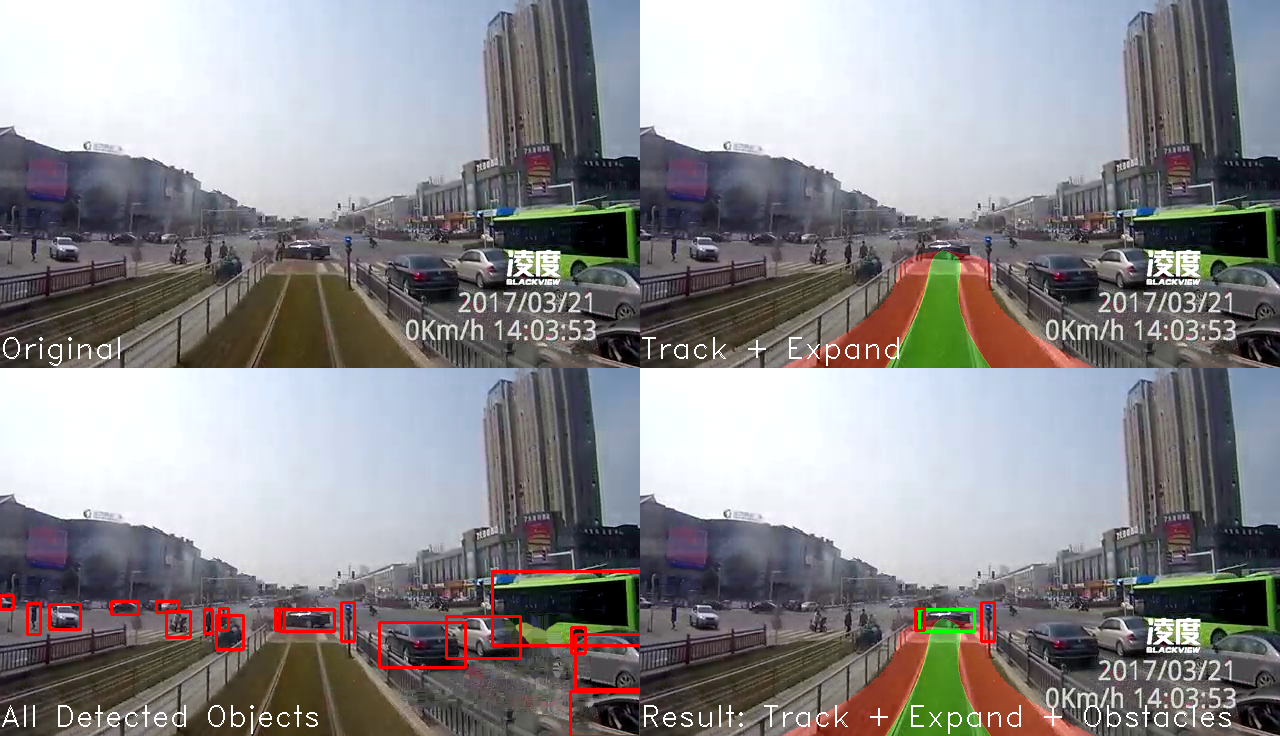 凌度
BLACKVIEW
2017/03/21
0Km/h 14:03:53
Original
凌度
BLACKVIEW
2017/03/21
0Km/h 14:03:53
Track + Expand
All Detected Objects
凌度
BLACKVIEW
2017/03/21
0Km/h 14:03:53
Result: Track + Expand + Obstacles